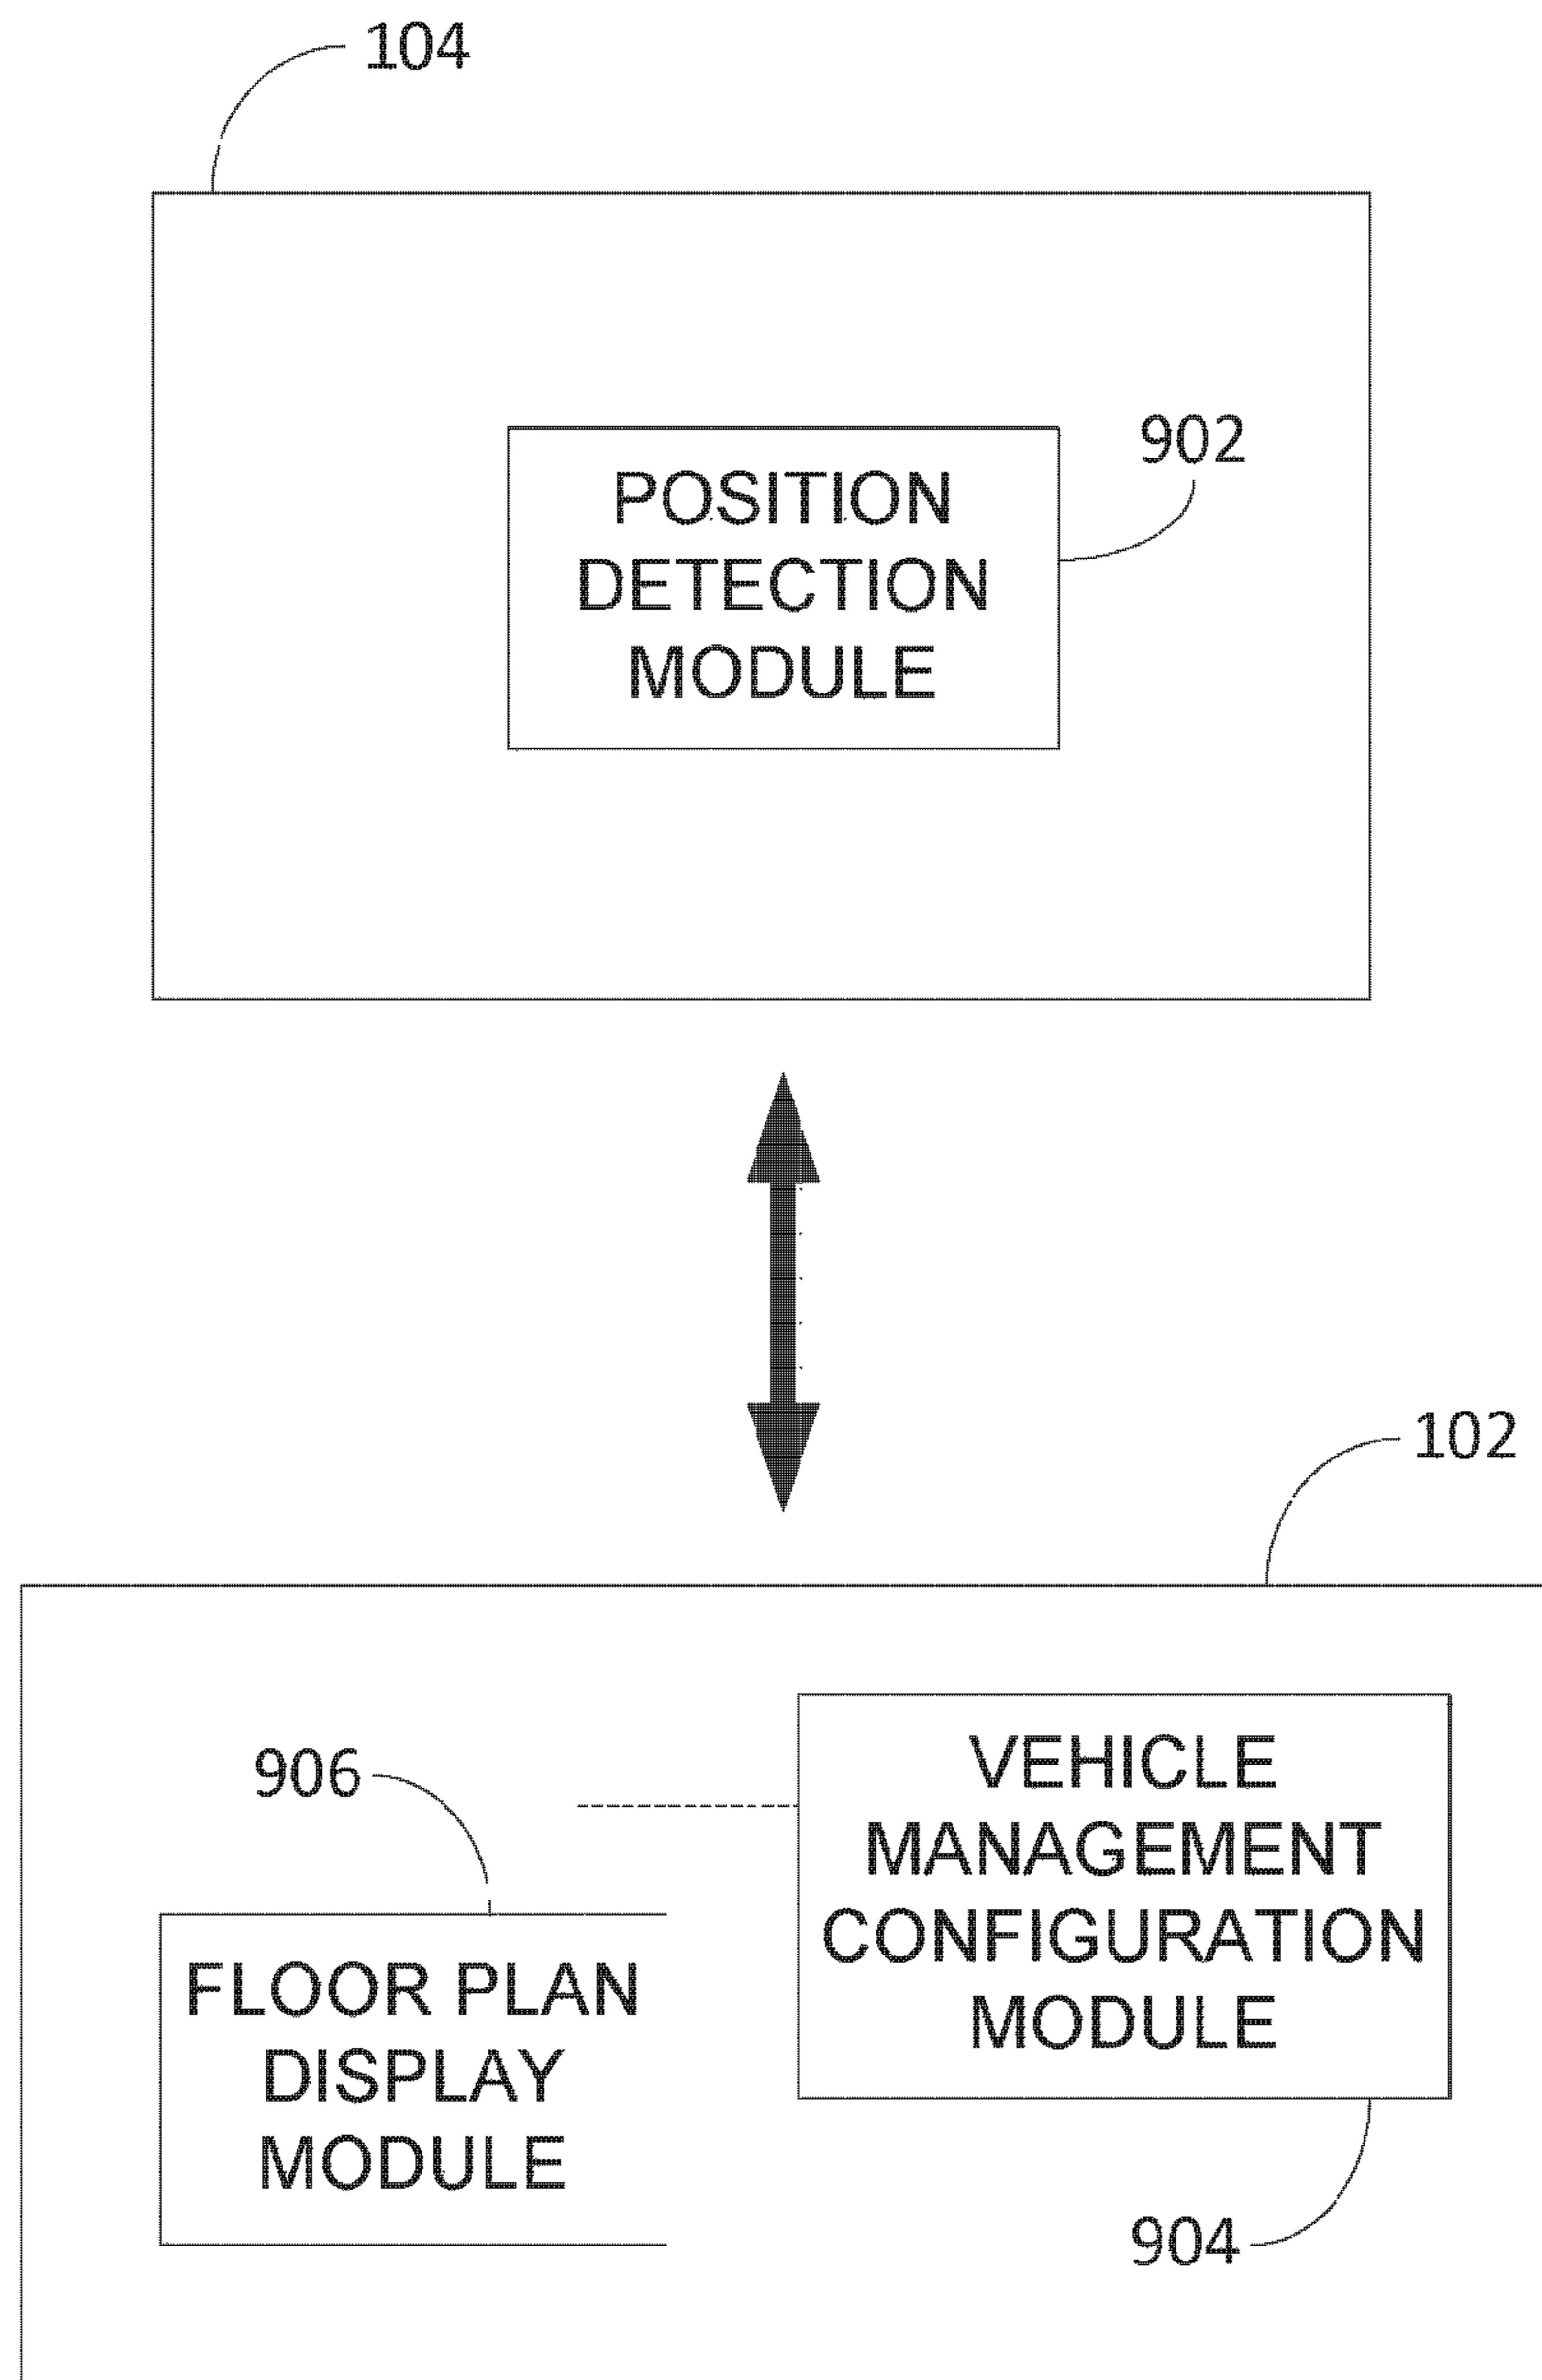 104
902
POSITION
DETECTION
MODULE
102
906
VEHICLE
MANAGEMENT
CONFIGURATION
MODULE
FLOOR PLAN
DISPLAY
MODULE
904